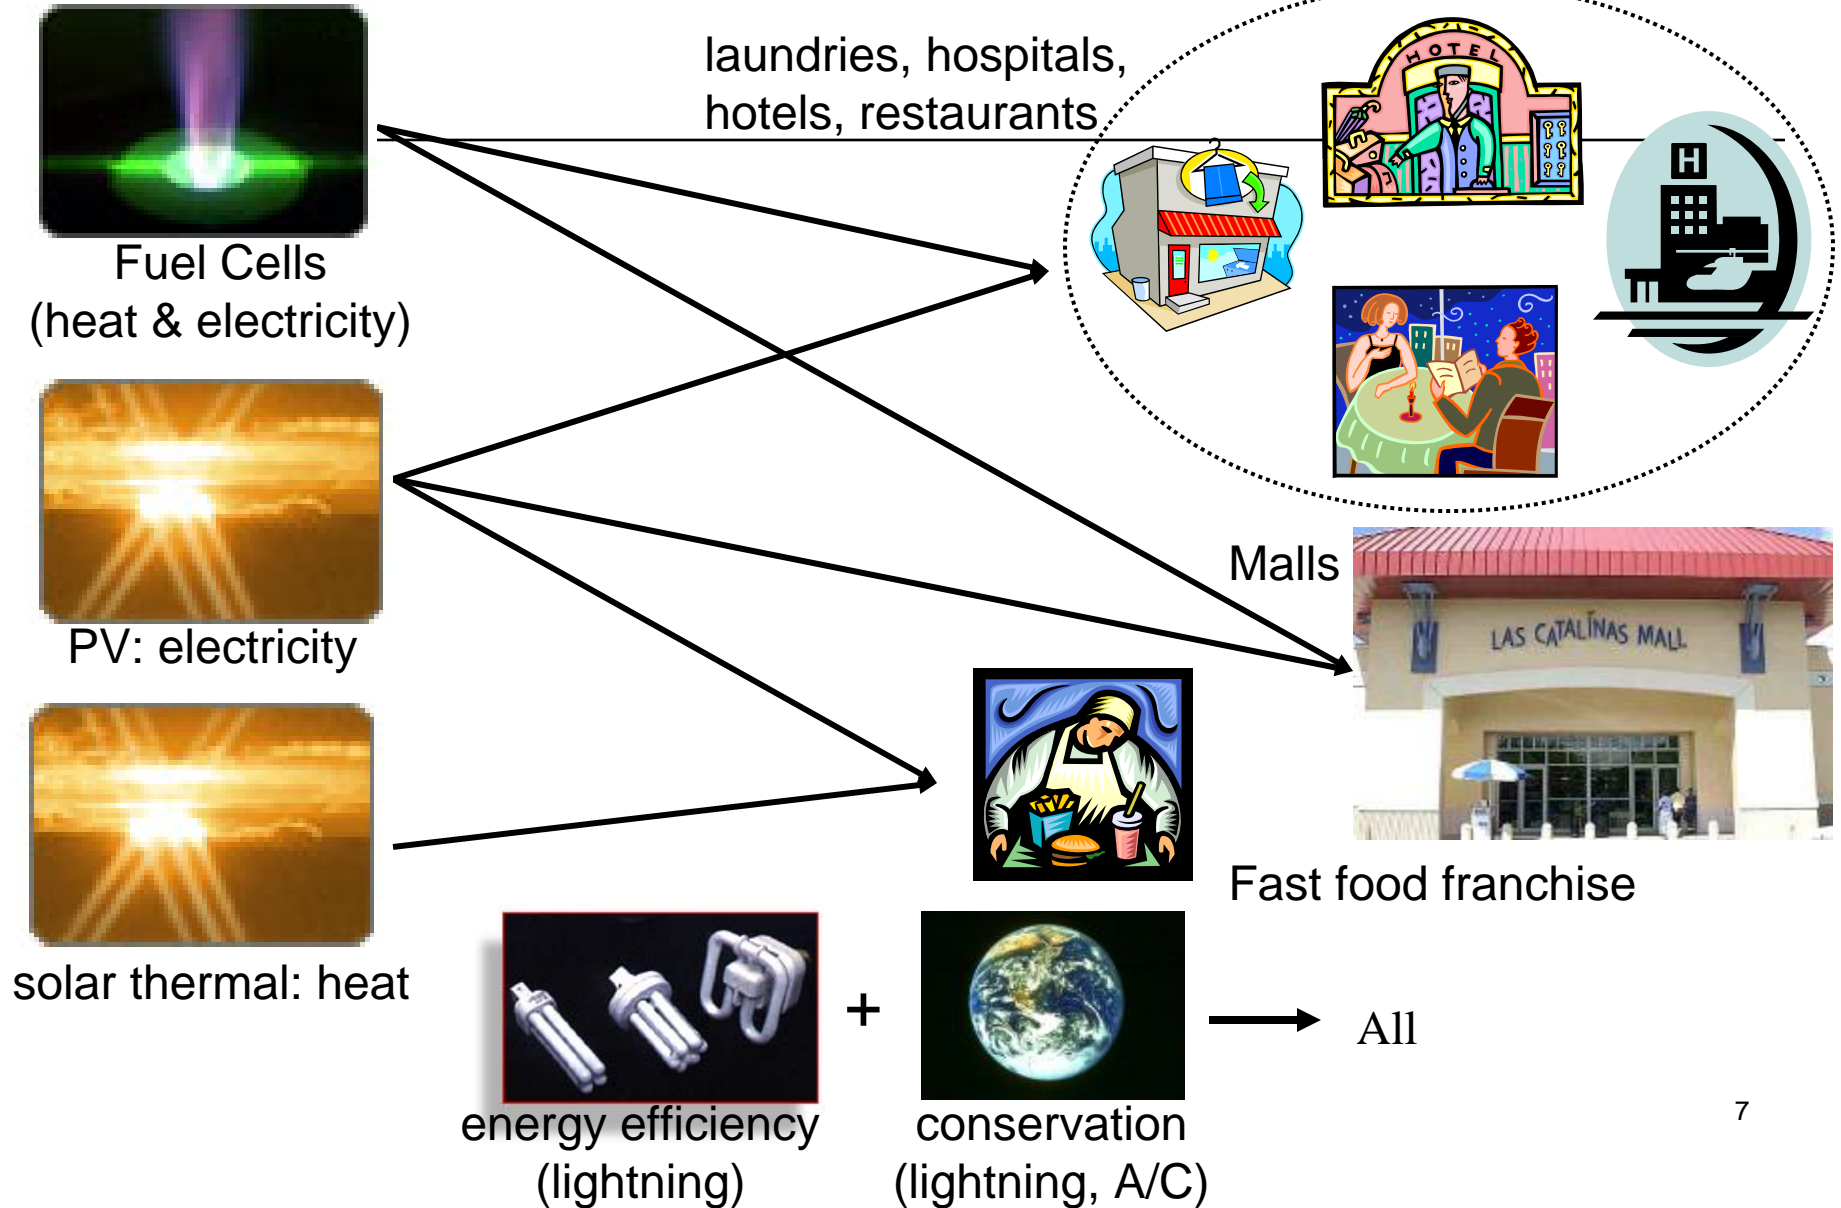 laundries, hospitals,
hotels, restaurants
HOTEL
H
Fuel Cells
(heat & electricity)
PV: electricity
Malls
LAS CATALINAS MALL
Fast food franchise
solar thermal: heat
+
All
energy efficiency
(lightning)
conservation
(lightning, A/C)
7